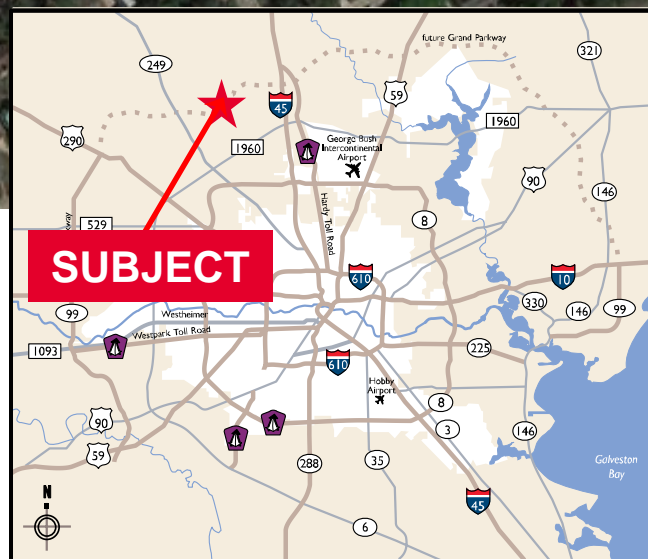 future Grand Parkway
321
249
59
45
290
1960
1960
George Bush
Intercontinental
Airport
90
146
Hardy Toll Road
8
529
SUBJECT
610
10
99
330
146
99
Westheimer
Westpark Toll Road
1093
225
610
Hobby
Airport
8
90
3
146
59
288
35
Galveston
Bay
N
45
6